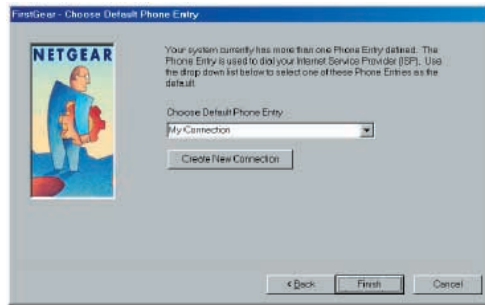 FirstGear - Choose Default Phone Entry
NETGEAR
Your system currently has more than one Phone Entry defined. The
Phone Entry is used to dial your Internet Service Provider (ISP). Use
the drop down list below to select one of these Phone Entries as the
default.
Choose Default Phone Entry
My Connection
Create New Connection
< Back
Finish
Cancel